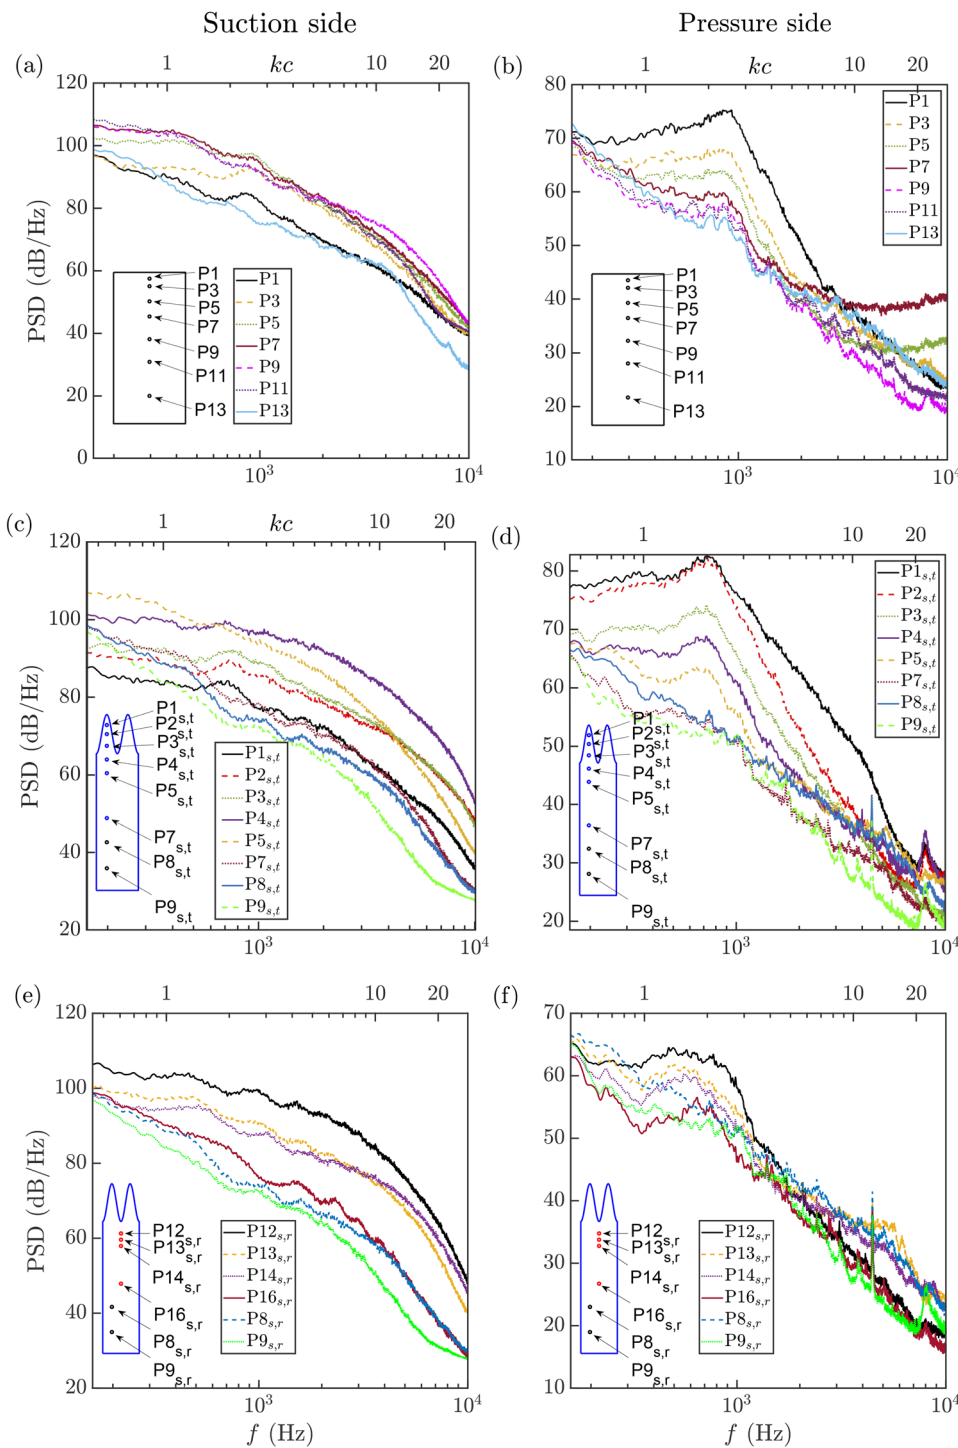 Suction side
Pressure side
(a)
1
kc
10
20
120
100
80
60
40
20
0
PSD (dB/Hz)
P1
P3
P5
P7
P9
P11
P13
P1
P3
P5
P7
P9
P11
P13
10^3
10^4
(b)
1
kc
10
20
80
70
60
50
40
30
20
10
P1
P3
P5
P7
P9
P11
P13
P1
P3
P5
P7
P9
P11
P13
10^3
10^4
(c)
1
kc
10
20
120
100
80
60
40
20
PSD (dB/Hz)
P1s,t
P2s,t
P3s,t
P4s,t
P5s,t
P7s,t
P8s,t
P9s,t
P1s,t
P2s,t
P3s,t
P4s,t
P5s,t
P7s,t
P8s,t
P9s,t
10^3
10^4
(d)
1
10
20
80
70
60
50
40
30
20
P1s,t
P2s,t
P3s,t
P4s,t
P5s,t
P7s,t
P8s,t
P9s,t
P1s,t
P2s,t
P3s,t
P4s,t
P5s,t
P7s,t
P8s,t
P9s,t
10^3
10^4
(e)
1
10
20
120
100
80
60
40
20
PSD (dB/Hz)
P12s,r
P13s,r
P14s,r
P16s,r
P8s,r
P9s,r
P12s,r
P13s,r
P14s,r
P16s,r
P8s,r
P9s,r
10^3
10^4
f (Hz)
(f)
1
10
20
70
60
50
40
30
20
10
P12s,r
P13s,r
P14s,r
P16s,r
P8s,r
P9s,r
P12s,r
P13s,r
P14s,r
P16s,r
P8s,r
P9s,r
10^3
10^4
f (Hz)